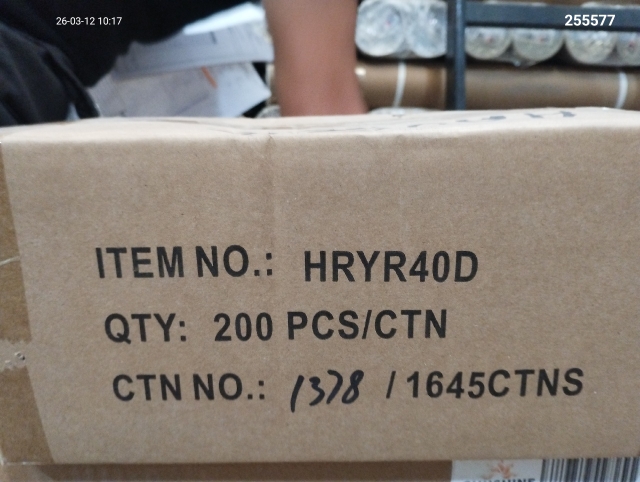 26-03-12 10:17
255577
ITEM NO.: HRYR40D
QTY: 200 PCS/CTN
CTN NO.: 1378 / 1645CTNS